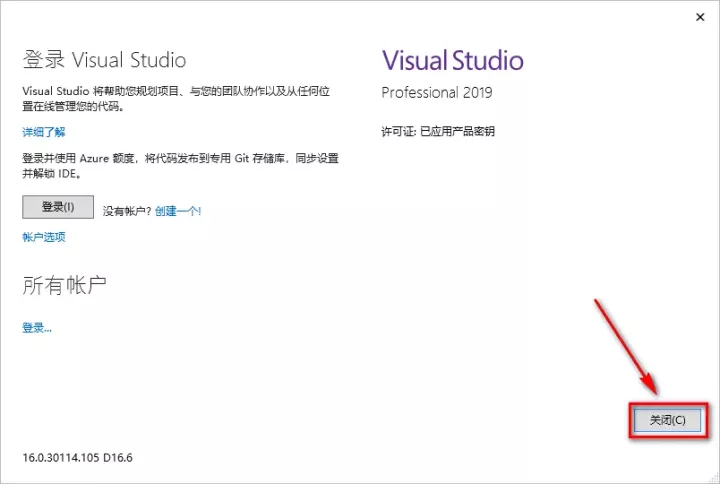 登录 Visual Studio
Visual Studio 将帮助您规划项目、与您的团队协作以及从任何位
置在线管理您的代码。
详细了解
登录并使用 Azure 额度，将代码发布到专用 Git 存储库，同步设置
并解锁 IDE。
登录(I)
没有帐户? 创建一个!
帐户选项
所有帐户
登录...
16.0.30114.105 D16.6
Visual Studio
Professional 2019
许可证: 已应用产品密钥
关闭(C)